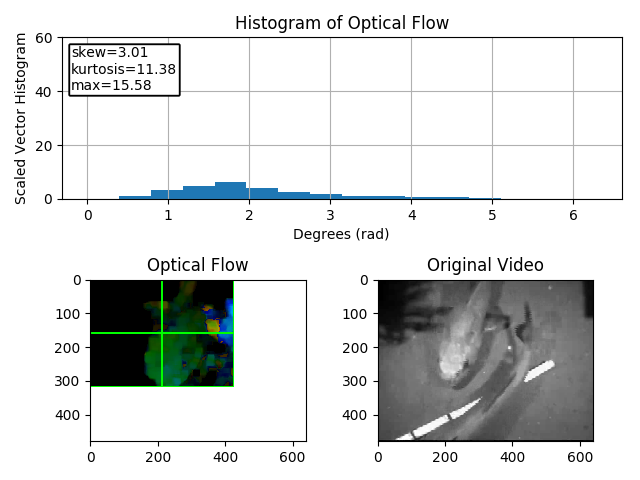 Histogram of Optical Flow
60
40
20
0
Scaled Vector Histogram
skew=3.01
kurtosis=11.38
max=15.58
0 1 2 3 4 5 6
Degrees (rad)
Optical Flow
0
100
200
300
400
0 200 400 600
Original Video
0
100
200
300
400
0 200 400 600